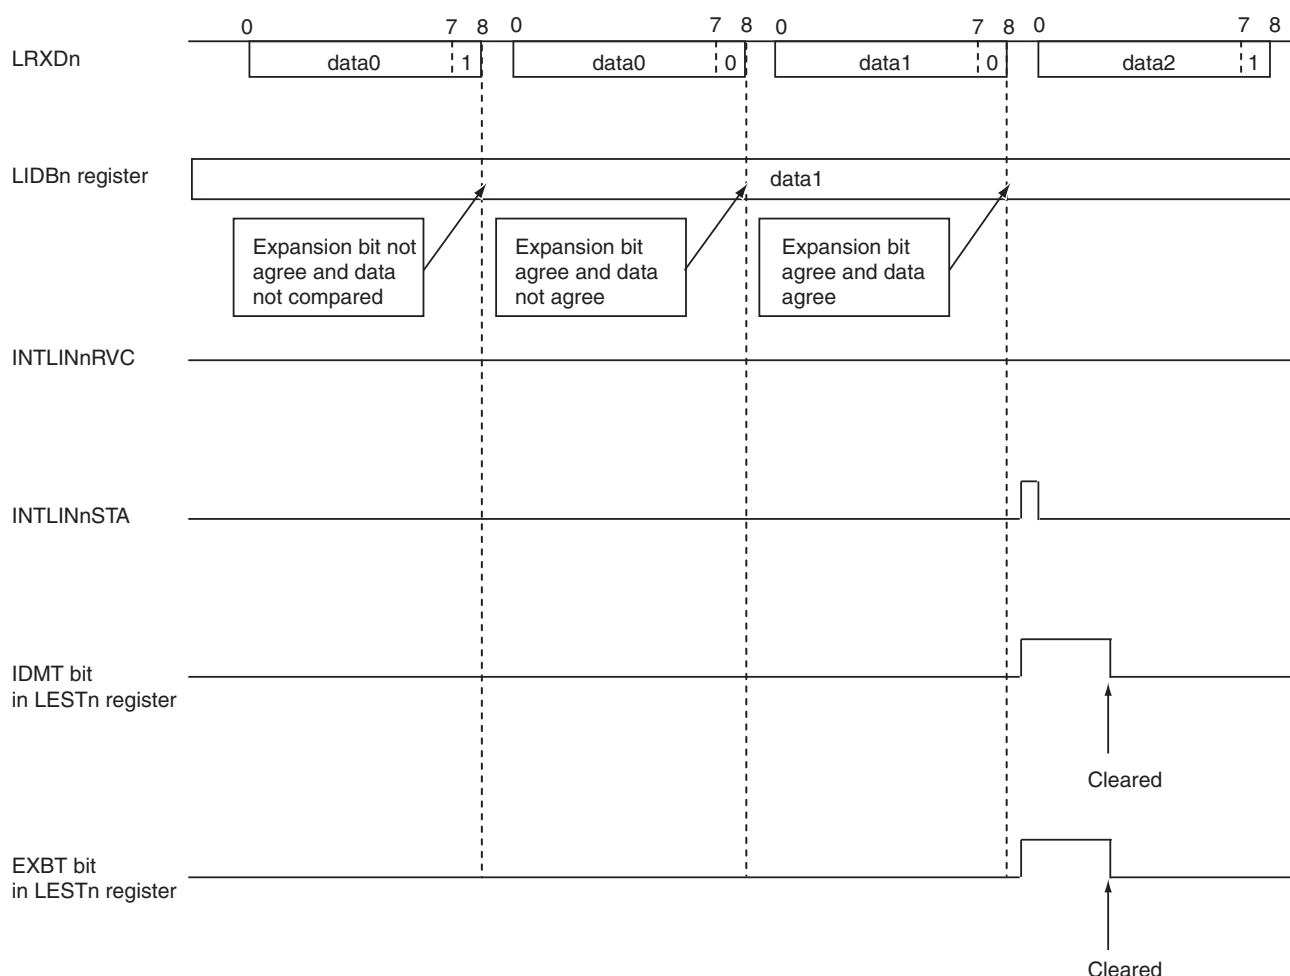 0 7 8 0 7 8 0 7 8 0 7 8
LRXDn data0 1 data0 0 data1 0 data2 1
LIDBn register data1
Expansion bit not
agree and data
not compared
Expansion bit
agree and data
not agree
Expansion bit
agree and data
agree
INTLINnRVC
INTLINnSTA
IDMT bit
in LESTn register
Cleared
EXBT bit
in LESTn register
Cleared